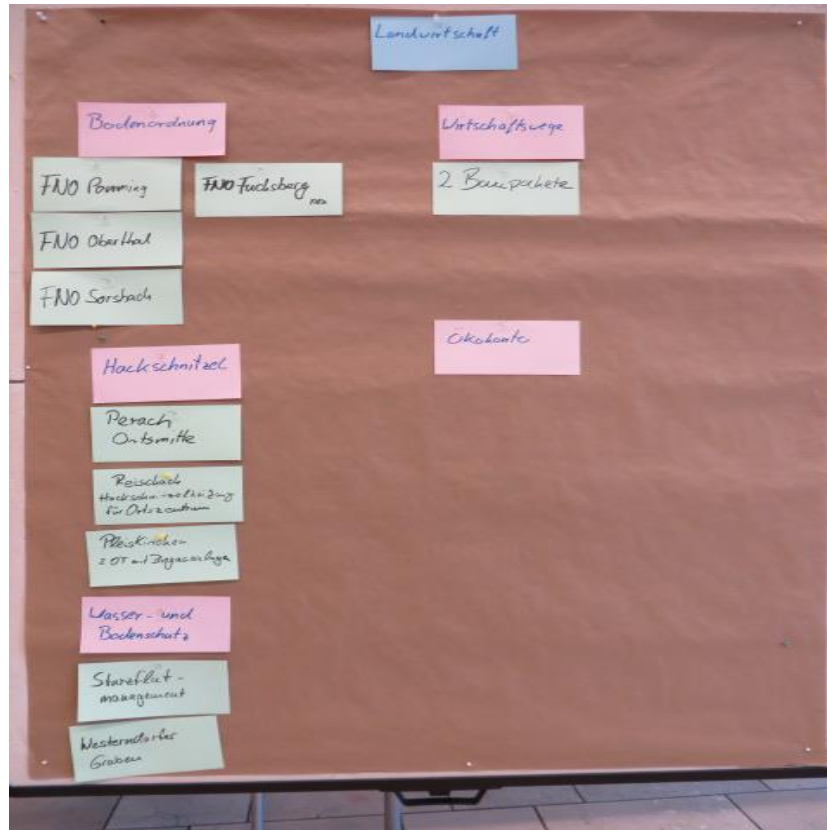 Landwirtschaft
Bodenordnung
FNO Pomming
FNO Fuchsberg
neu
FNO Oberthal
FNO Sorsbach
Hackschnitzel
Perach
Ortsmitte
Reischach
Hackschnitzelheizung
für Ortszentrum
Pleiskirchen
2 OT mit Biogasanlage
Wasser- und
Bodenschutz
Sturzflut-
management
Westerndorfer
Graben
Wirtschaftswege
2 Baupakete
Ökokonto